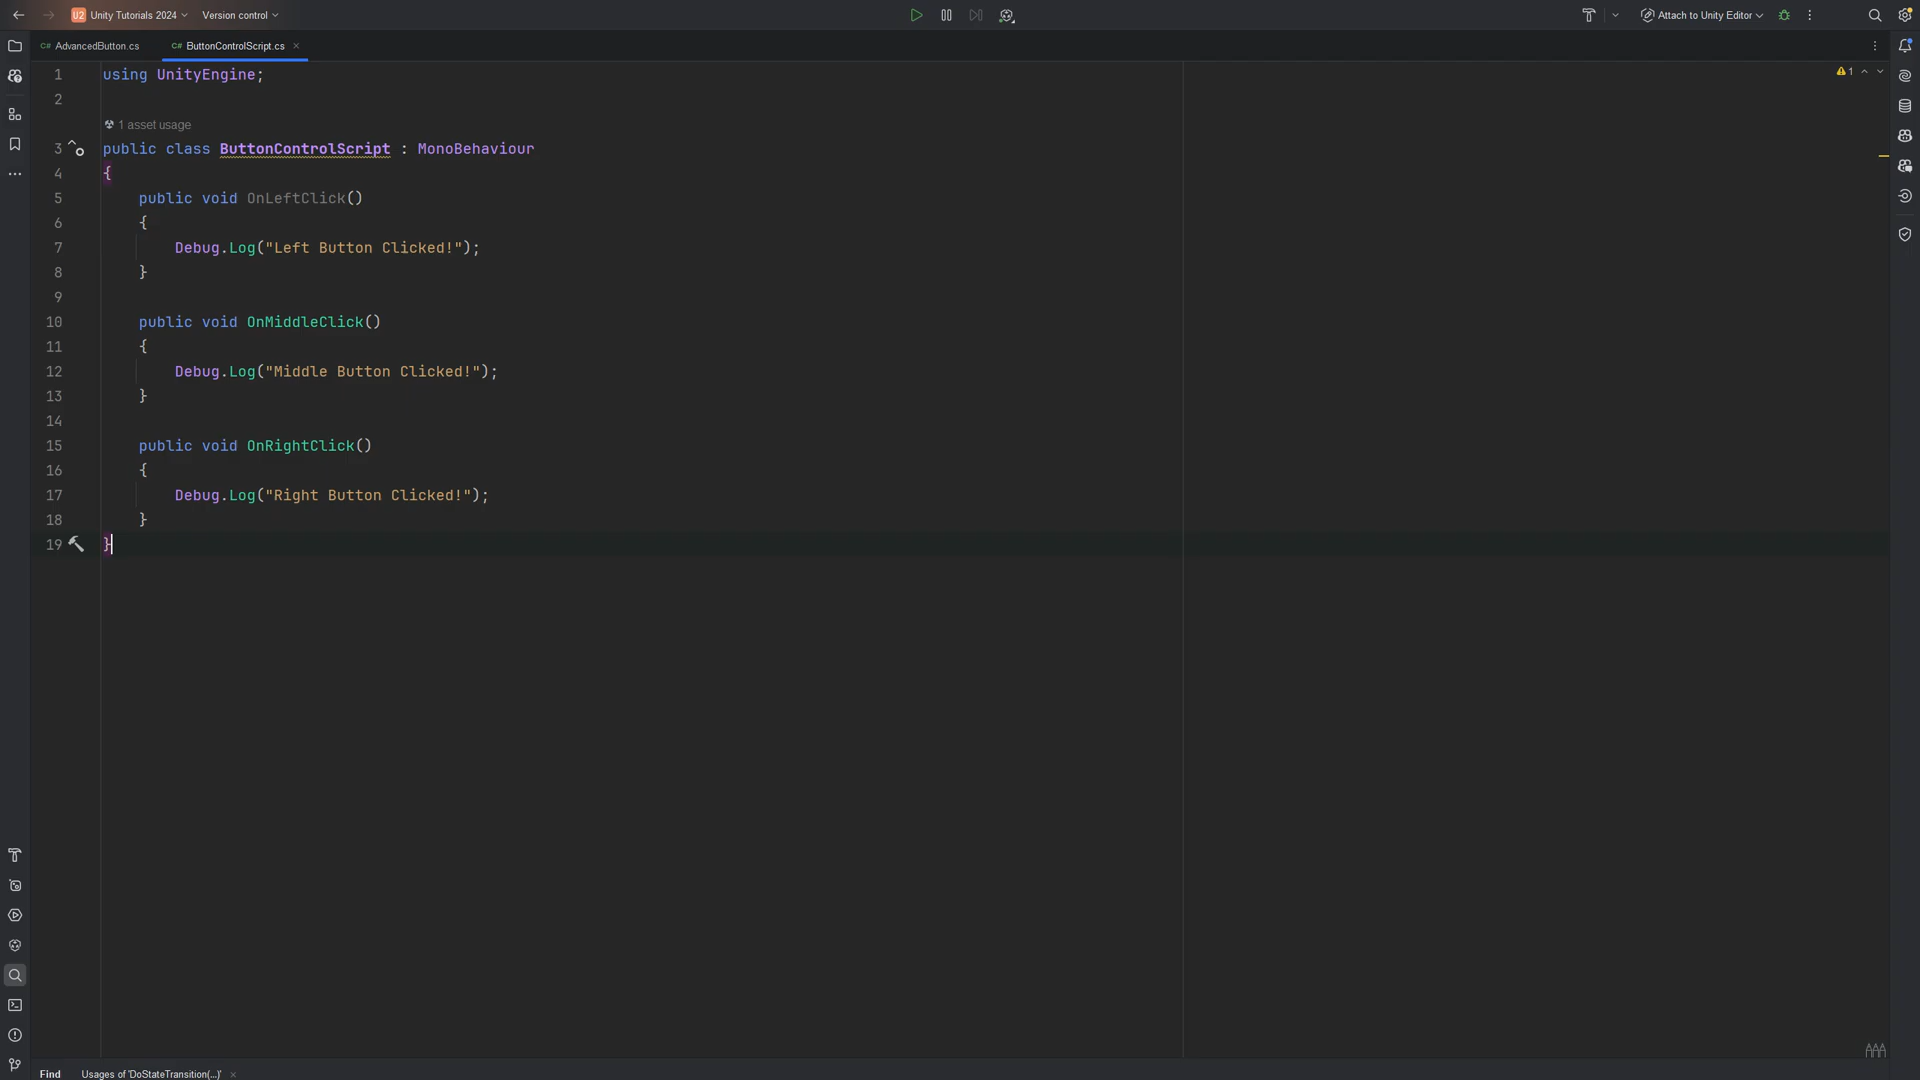 U2 Unity Tutorials 2024 Version control Attach to Unity Editor
C# AdvancedButton.cs C# ButtonControlScript.cs
1 using UnityEngine; 1
2
1 asset usage
3 public class ButtonControlScript : MonoBehaviour
4 {
5 public void OnLeftClick()
6 {
7 Debug.Log("Left Button Clicked!");
8 }
9
10 public void OnMiddleClick()
11 {
12 Debug.Log("Middle Button Clicked!");
13 }
14
15 public void OnRightClick()
16 {
17 Debug.Log("Right Button Clicked!");
18 }
19 }
Find Usages of 'DoStateTransition(...)'